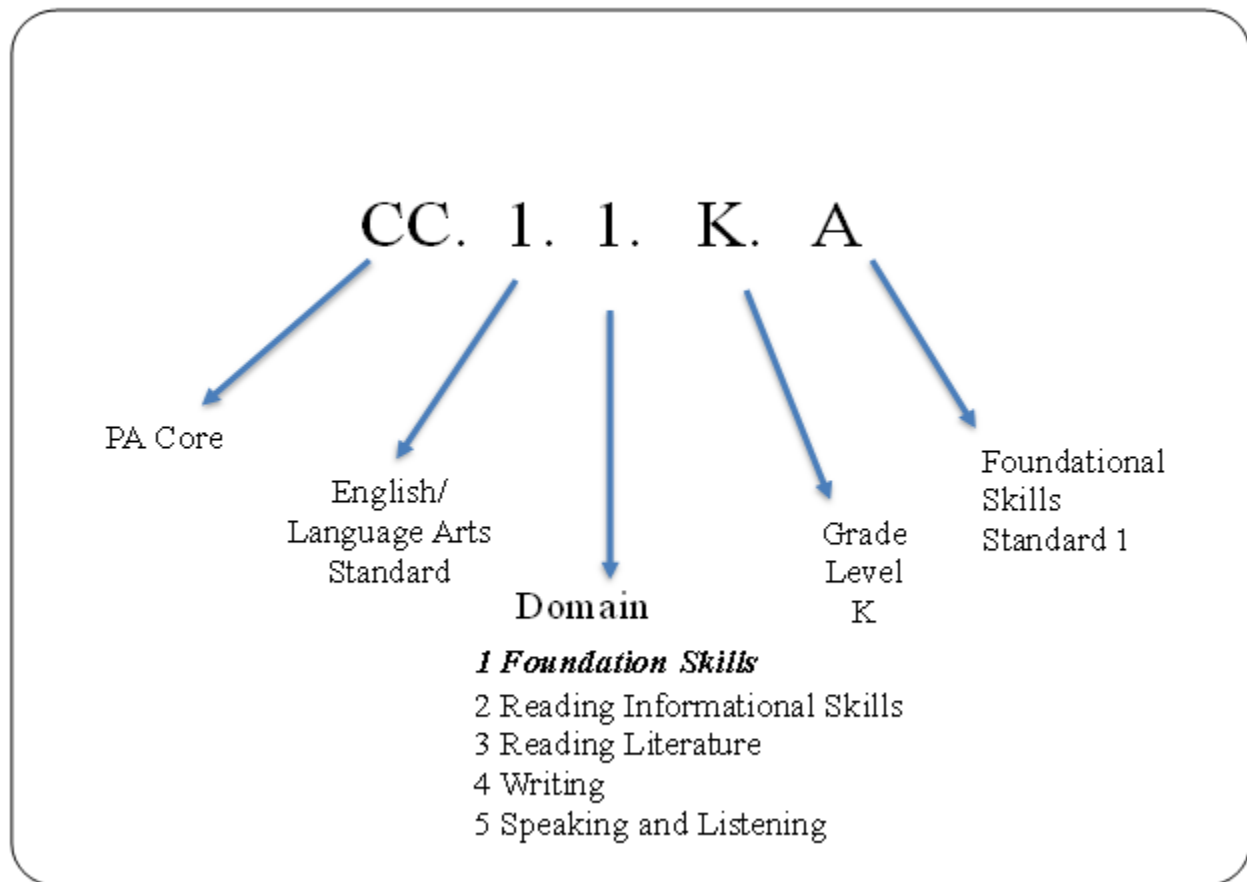 CC. 1. 1. K. A
PA Core
English/
Language Arts
Standard
Domain
1 Foundation Skills
2 Reading Informational Skills
3 Reading Literature
4 Writing
5 Speaking and Listening
Grade
Level
K
Foundational
Skills
Standard 1